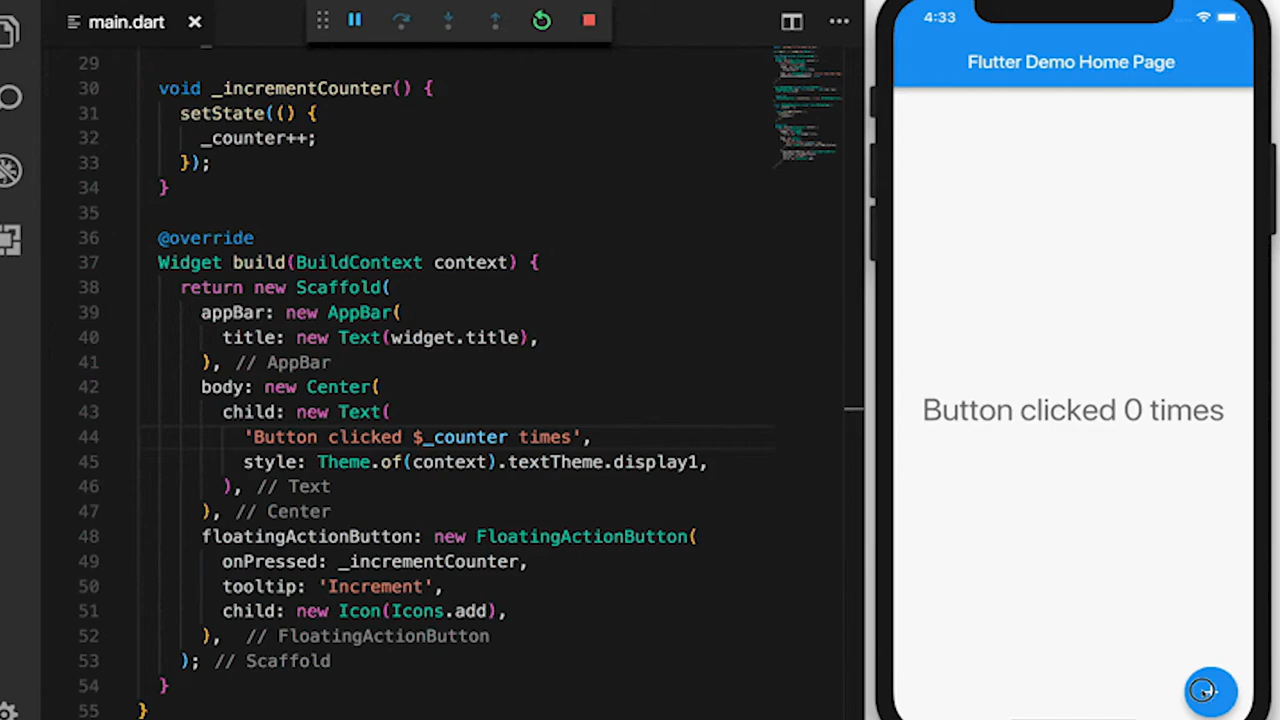 main.dart
29
30 void _incrementCounter() {
31 setState(() {
32 _counter++;
33 });
34 }
35
36 @override
37 Widget build(BuildContext context) {
38 return new Scaffold(
39 appBar: new AppBar(
40 title: new Text(widget.title),
41 ), // AppBar
42 body: new Center(
43 child: new Text(
44 'Button clicked $_counter times',
45 style: Theme.of(context).textTheme.display1,
46 ), // Text
47 ), // Center
48 floatingActionButton: new FloatingActionButton(
49 onPressed: _incrementCounter,
50 tooltip: 'Increment',
51 child: new Icon(Icons.add),
52 ), // FloatingActionButton
53 ); // Scaffold
54 }
55 }
4:33
Flutter Demo Home Page
Button clicked 0 times